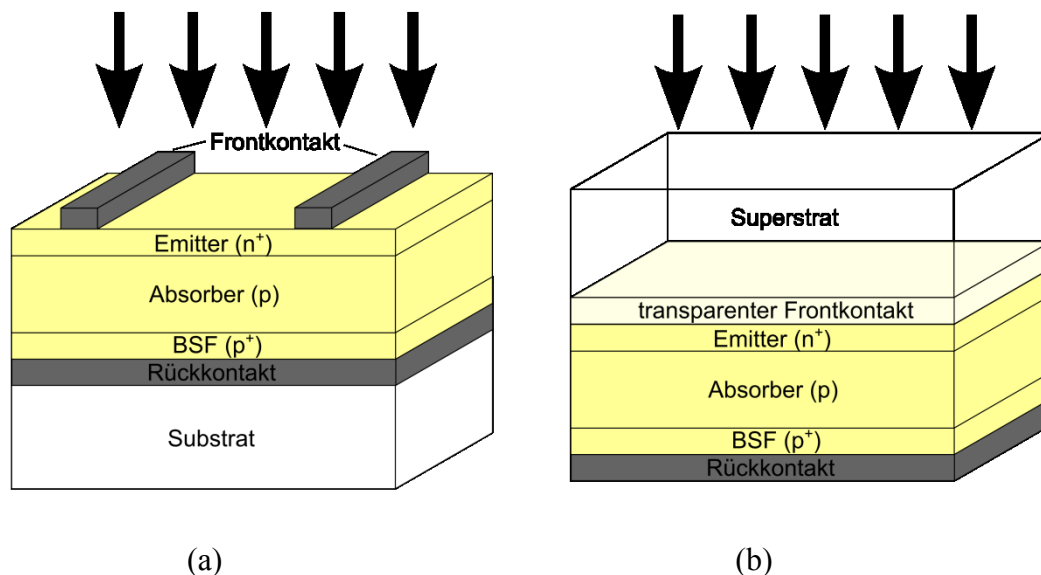 Frontkontakt
Emitter (n⁺)
Absorber (p)
BSF (p⁺)
Rückkontakt
Substrat
(a)
Superstrat
transparenter Frontkontakt
Emitter (n⁺)
Absorber (p)
BSF (p⁺)
Rückkontakt
(b)